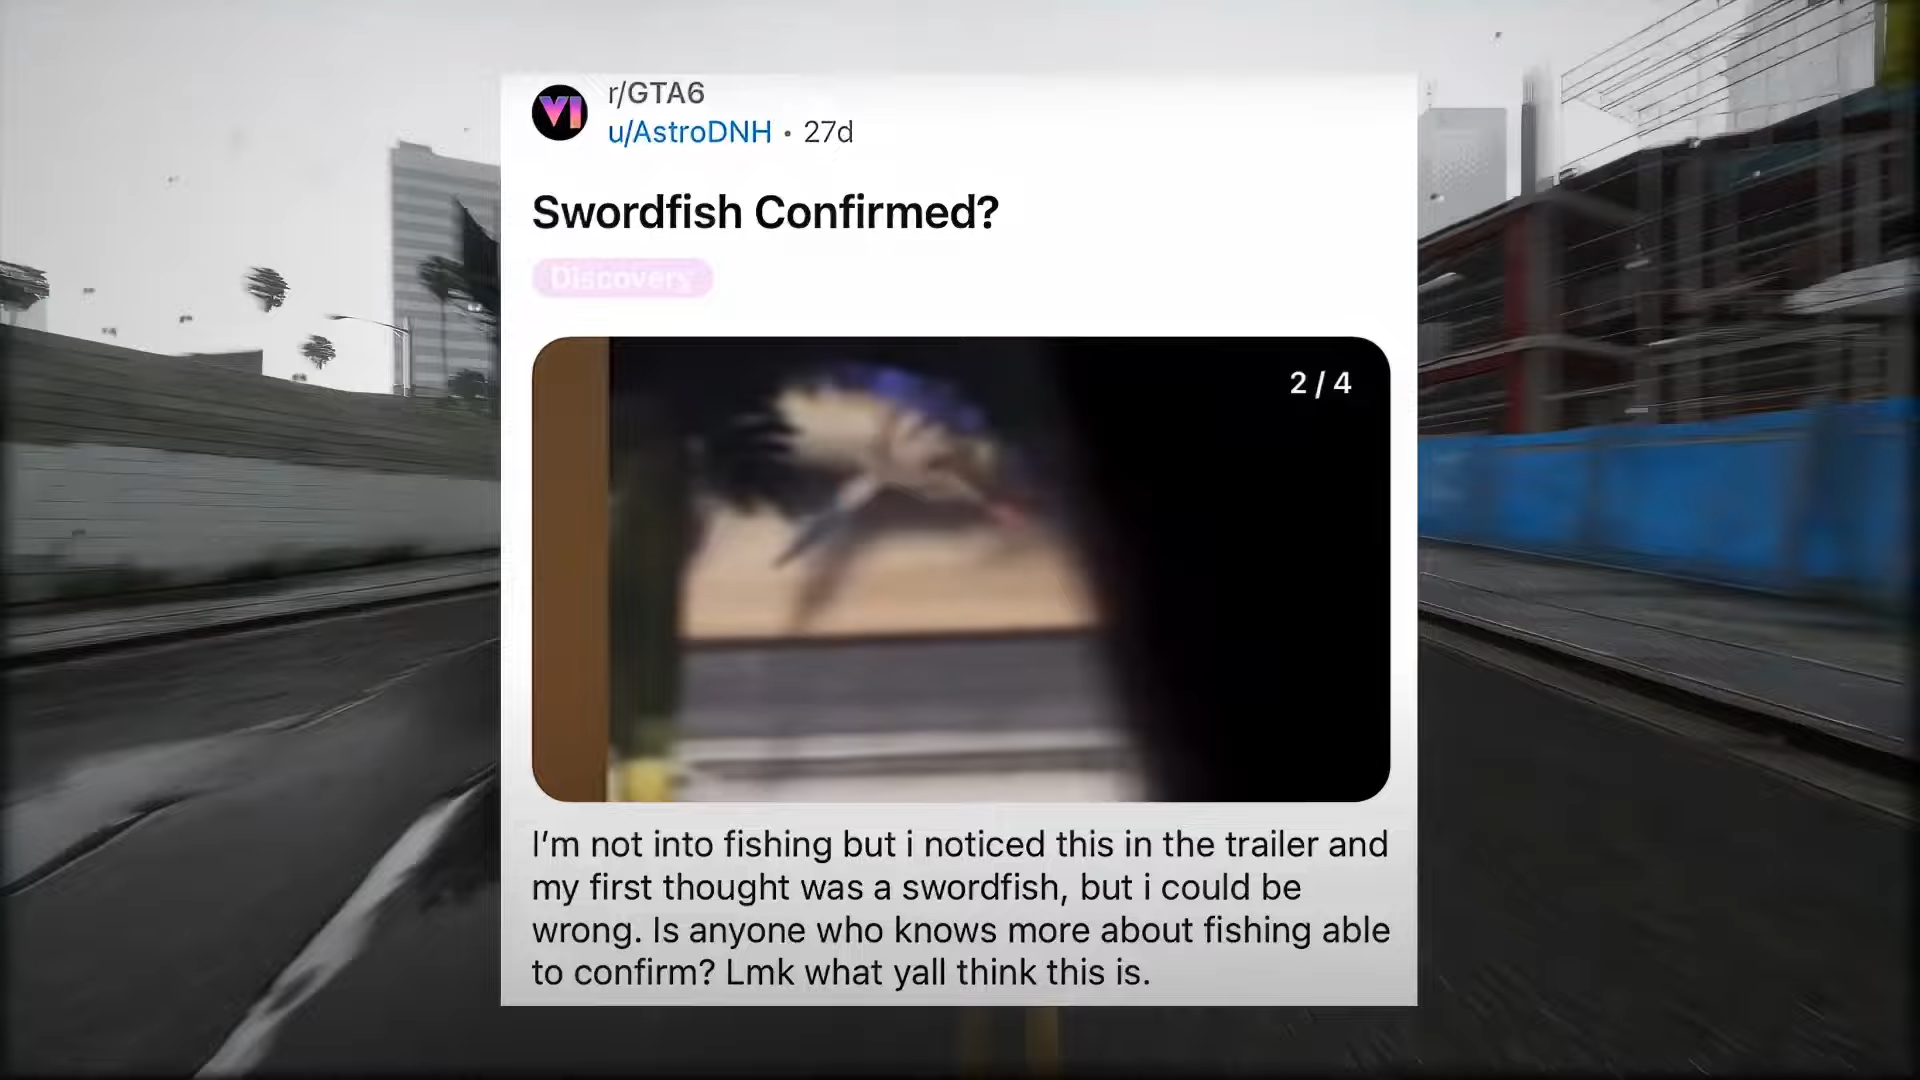 VI
r/GTA6
u/AstroDNH • 27d
Swordfish Confirmed?
Discovery
2 / 4
I'm not into fishing but i noticed this in the trailer and
my first thought was a swordfish, but i could be
wrong. Is anyone who knows more about fishing able
to confirm? Lmk what yall think this is.